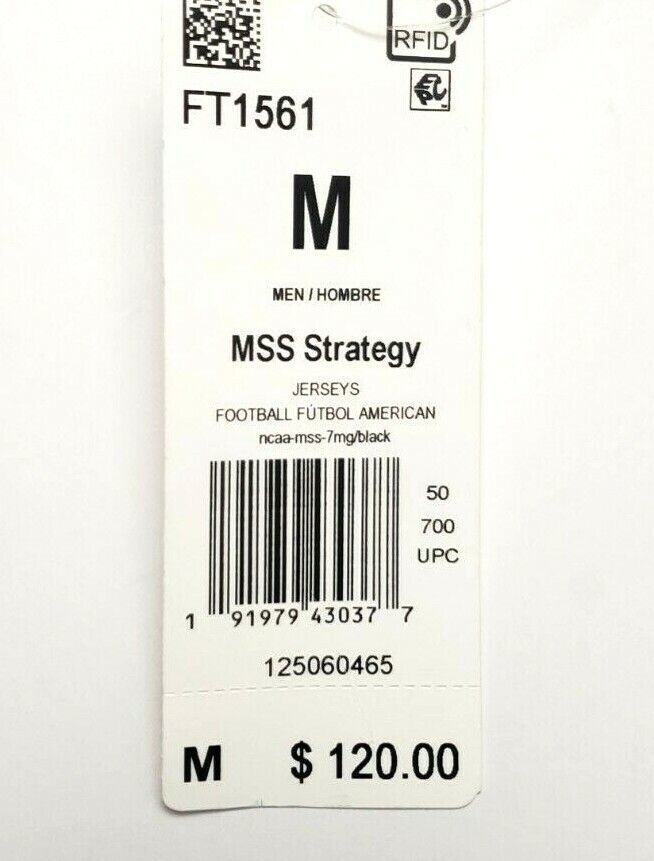 RFID
EPC
FT1561
M
MEN / HOMBRE
MSS Strategy
JERSEYS
FOOTBALL FÚTBOL AMERICAN
ncaa-mss-7mg/black
50
700
UPC
1 91979 43037 7
125060465
M $ 120.00